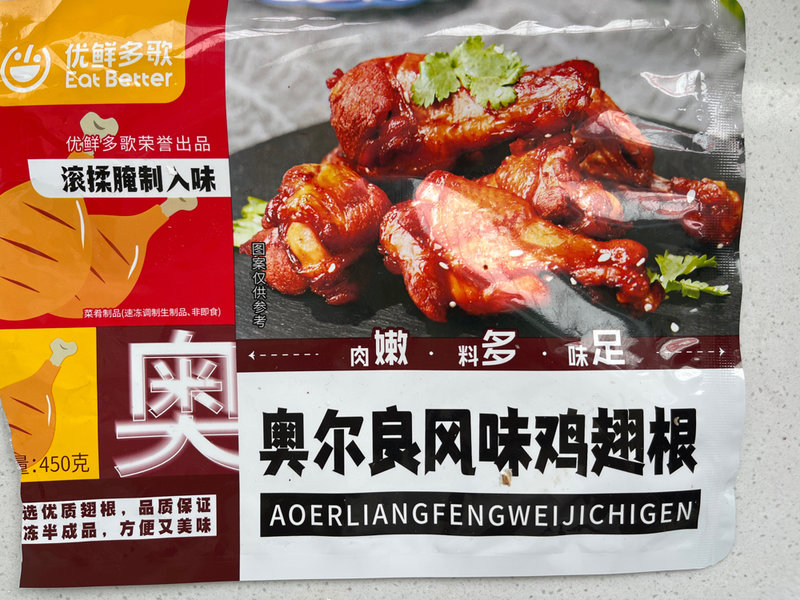 优鲜多歌
Eat Better
优鲜多歌荣誉出品
滚揉腌制入味
菜肴制品(速冻调制生制品、非即食)
图案仅供参考
肉嫩·料多·味足
奥
奥尔良风味鸡翅根
AOERLIANGFENGWEIJICHIGEN
量:450克
选优质翅根，品质保证
冻半成品，方便又美味